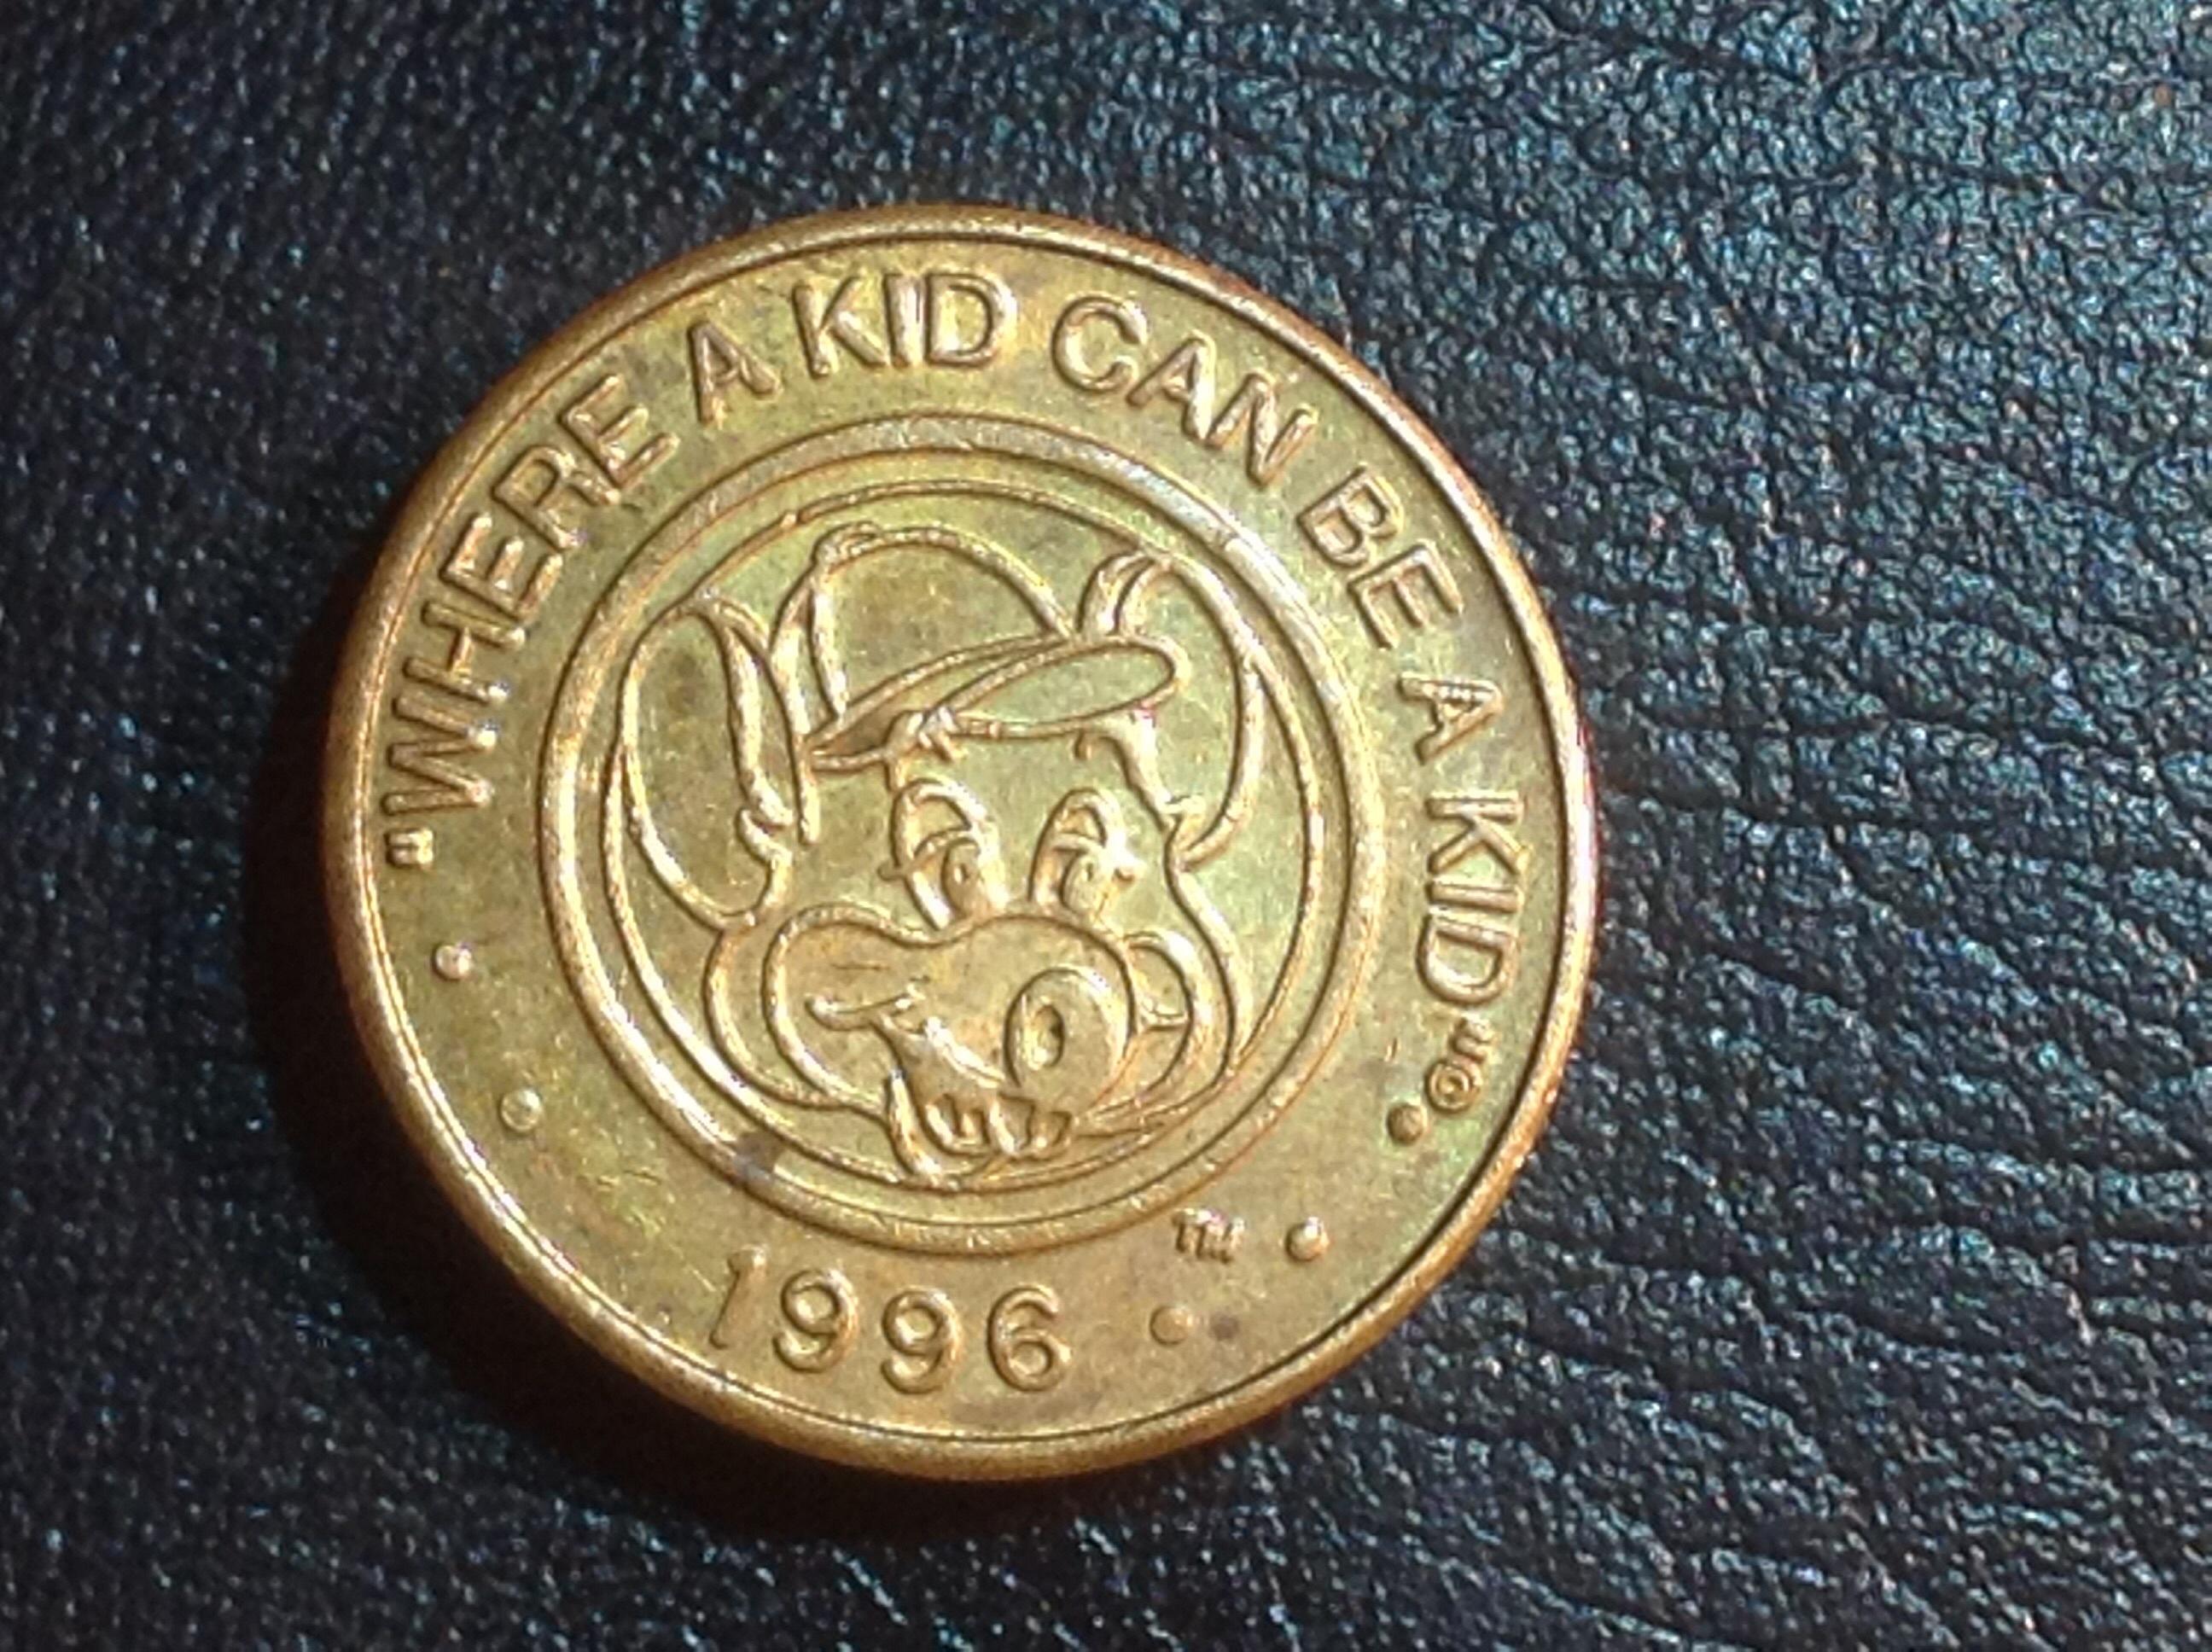 "WHERE A KID CAN BE A KID"®
TM
1996